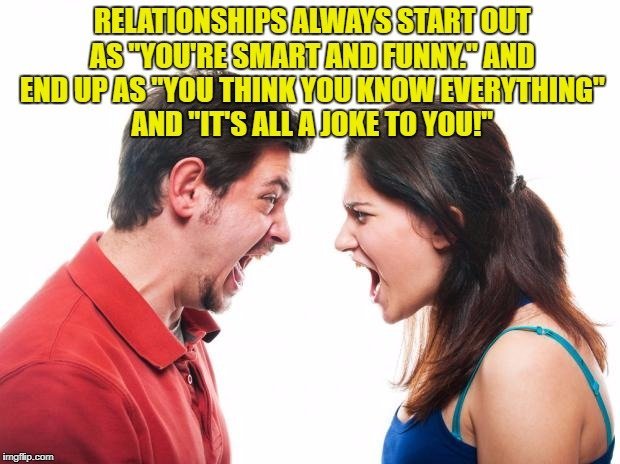 RELATIONSHIPS ALWAYS START OUT
AS "YOU'RE SMART AND FUNNY." AND
END UP AS "YOU THINK YOU KNOW EVERYTHING"
AND "IT'S ALL A JOKE TO YOU!"
imgflip.com